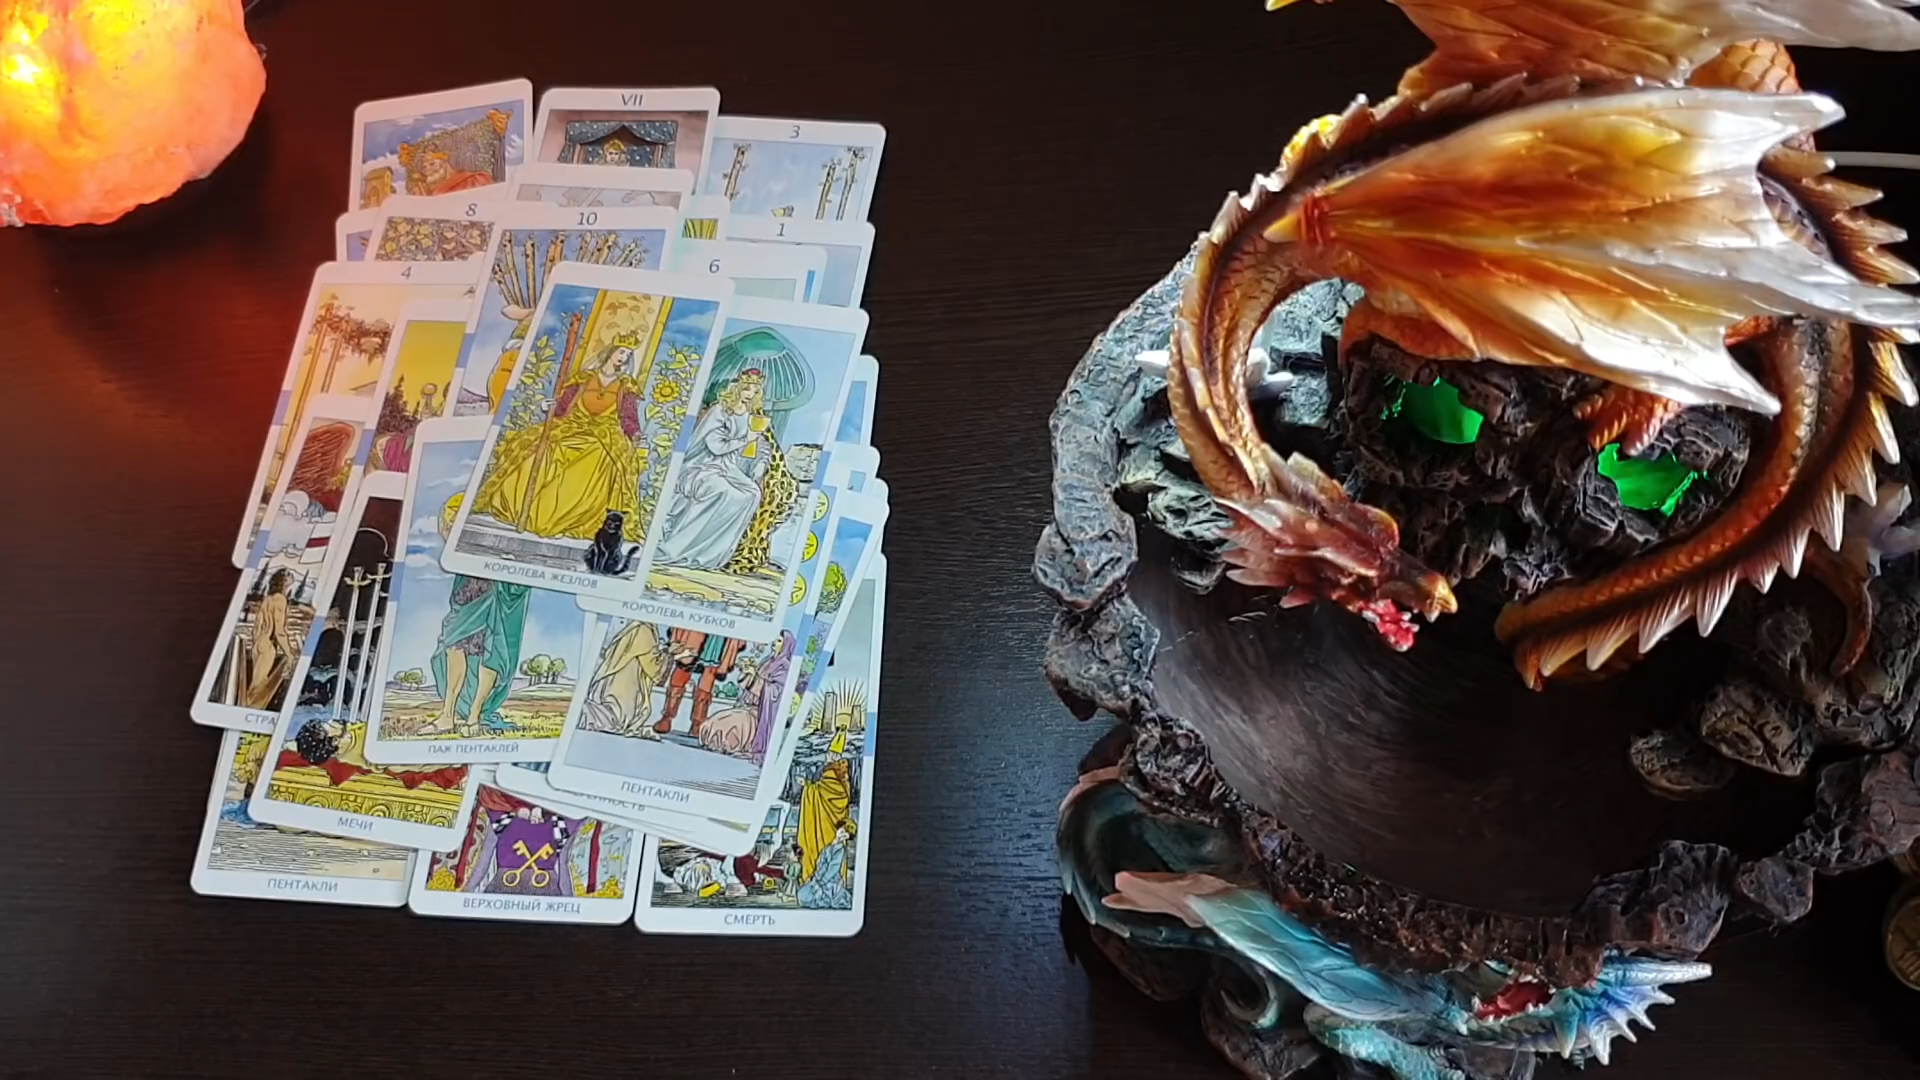 VII
3
8
10
1
4
6
КОРОЛЕВА ЖЕЗЛОВ
КОРОЛЕВА КУБКОВ
СТРА
ПАЖ ПЕНТАКЛЕЙ
ПЕНТАКЛИ
МЕЧИ
ПЕНТАКЛИ
ВЕРХОВНЫЙ ЖРЕЦ
СМЕРТЬ